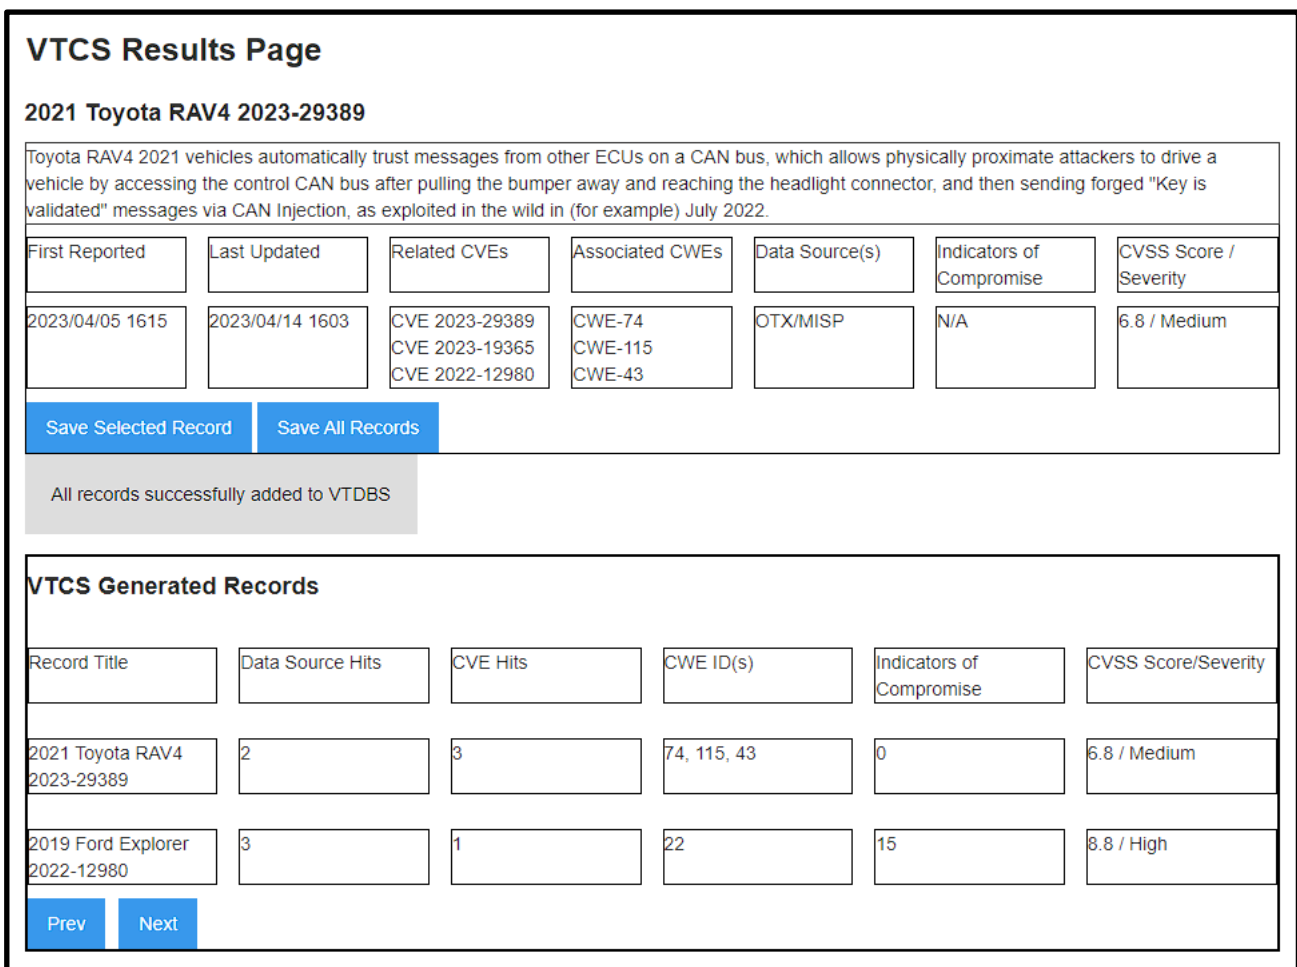 VTCS Results Page
2021 Toyota RAV4 2023-29389
Toyota RAV4 2021 vehicles automatically trust messages from other ECUs on a CAN bus, which allows physically proximate attackers to drive a
vehicle by accessing the control CAN bus after pulling the bumper away and reaching the headlight connector, and then sending forged "Key is
validated" messages via CAN Injection, as exploited in the wild in (for example) July 2022.
First Reported Last Updated Related CVEs Associated CWEs Data Source(s) Indicators of CVSS Score /
Compromise Severity
2023/04/05 1615 2023/04/14 1603 CVE 2023-29389 CWE-74 OTX/MISP N/A 6.8 / Medium
CVE 2023-19365 CWE-115
CVE 2022-12980 CWE-43
Save Selected Record Save All Records
All records successfully added to VTDBS
VTCS Generated Records
Record Title Data Source Hits CVE Hits CWE ID(s) Indicators of CVSS Score/Severity
Compromise
2021 Toyota RAV4 2 3 74, 115, 43 0 6.8 / Medium
2023-29389
2019 Ford Explorer 3 1 22 15 8.8 / High
2022-12980
Prev Next